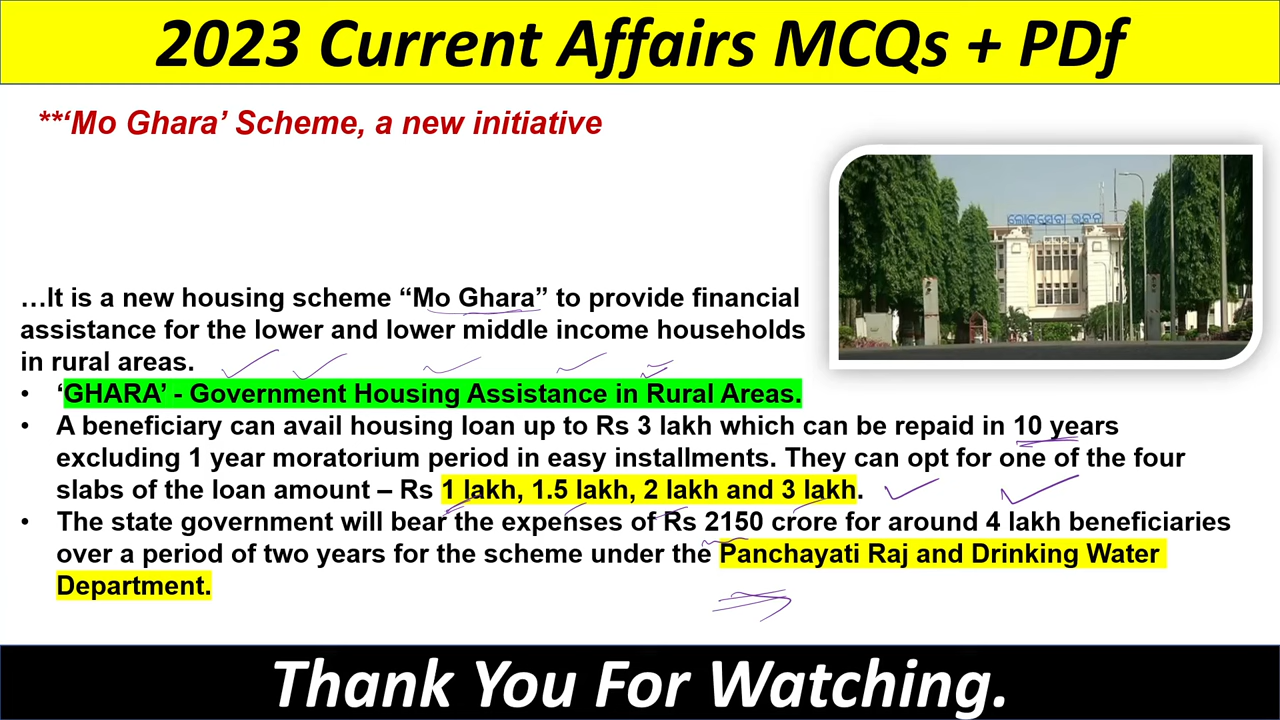 2023 Current Affairs MCQs + PDf
**‘Mo Ghara’ Scheme, a new initiative
ଲୋକସେବା ଭବନ
…It is a new housing scheme “Mo Ghara” to provide financial
assistance for the lower and lower middle income households
in rural areas.
• ‘GHARA’ - Government Housing Assistance in Rural Areas.
• A beneficiary can avail housing loan up to Rs 3 lakh which can be repaid in 10 years
excluding 1 year moratorium period in easy installments. They can opt for one of the four
slabs of the loan amount – Rs 1 lakh, 1.5 lakh, 2 lakh and 3 lakh.
• The state government will bear the expenses of Rs 2150 crore for around 4 lakh beneficiaries
over a period of two years for the scheme under the Panchayati Raj and Drinking Water
Department.
Thank You For Watching.